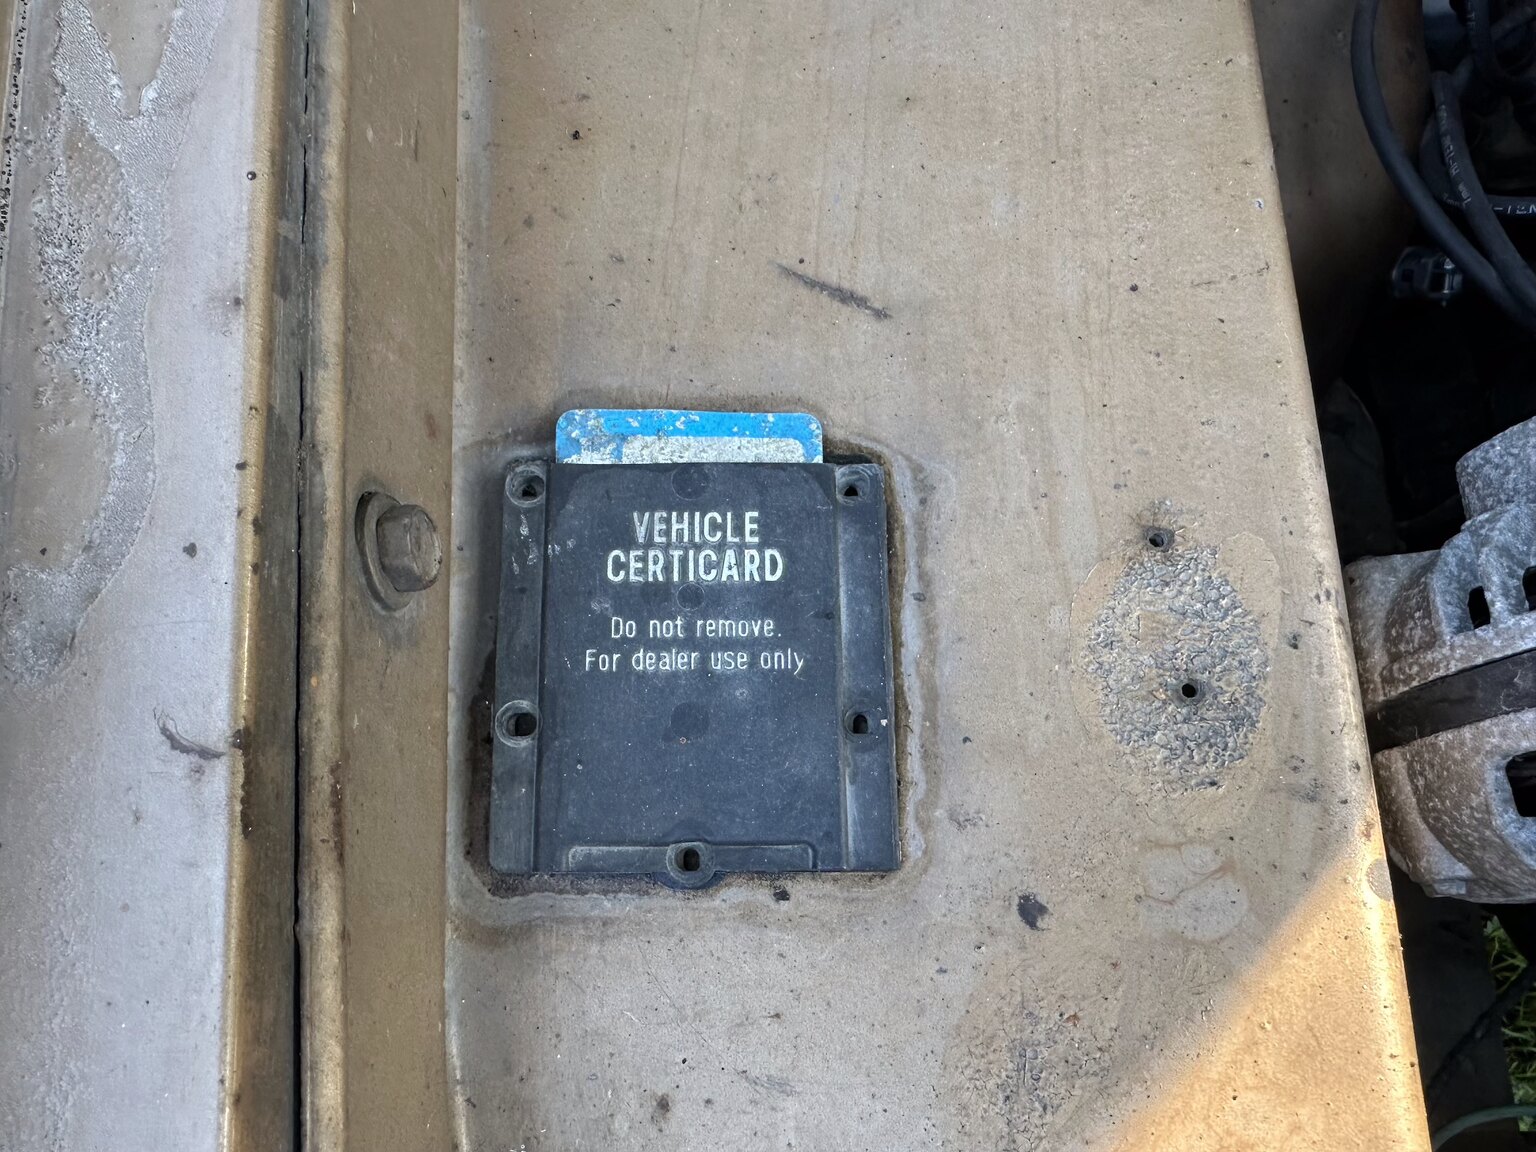 VEHICLE
CERTICARD
Do not remove.
For dealer use only